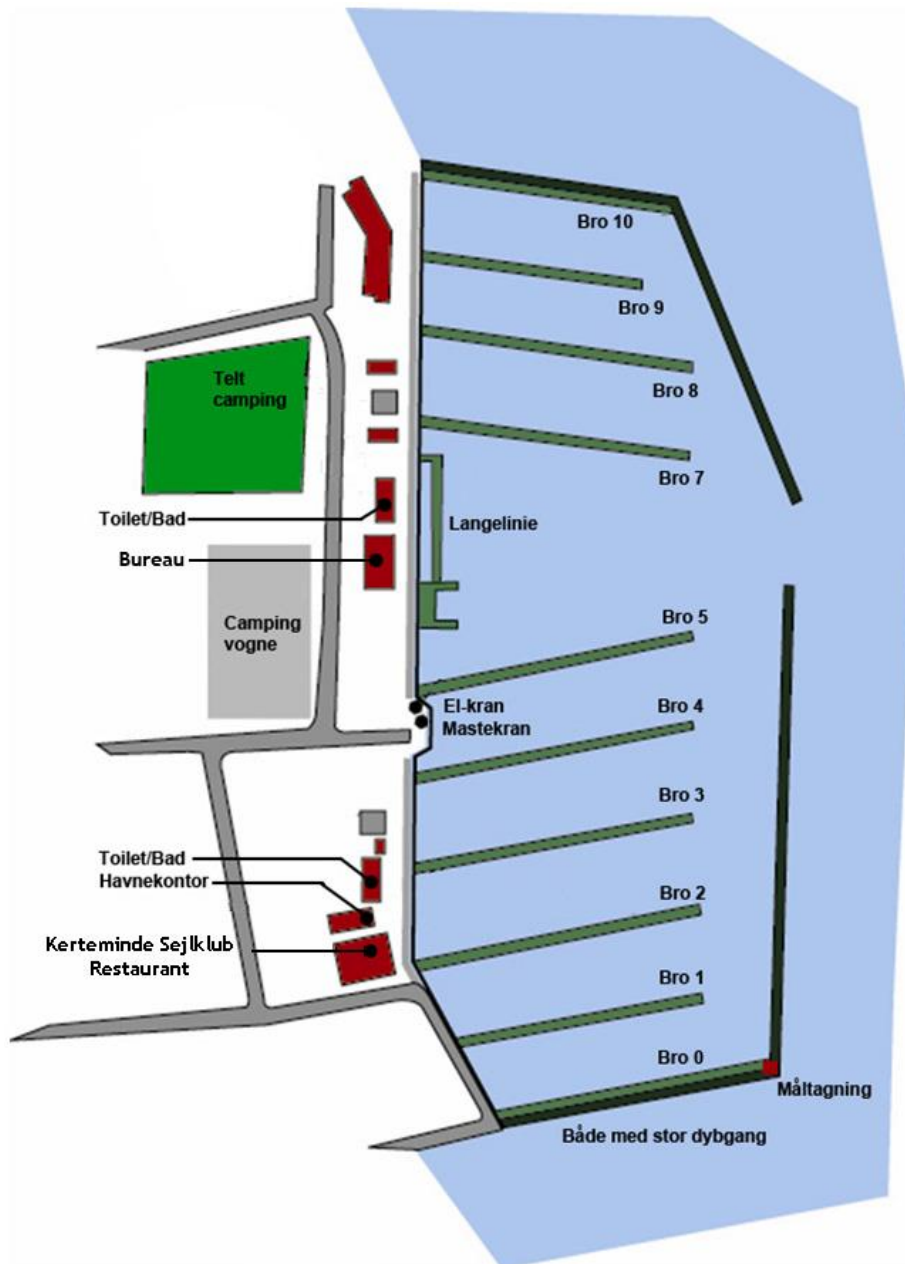 Bro 10
Bro 9
Telt
camping
Bro 8
Bro 7
Toilet/Bad
Langelinie
Bureau
Camping
vogne
Bro 5
El-kran
Mastekran
Bro 4
Bro 3
Toilet/Bad
Havnekontor
Bro 2
Kerteminde Sejlklub
Restaurant
Bro 1
Bro 0
Måltagning
Både med stor dybgang